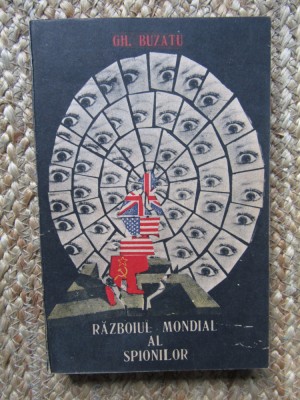 GH. BUZATU
RĂZBOIUL MONDIAL
AL
SPIONILOR